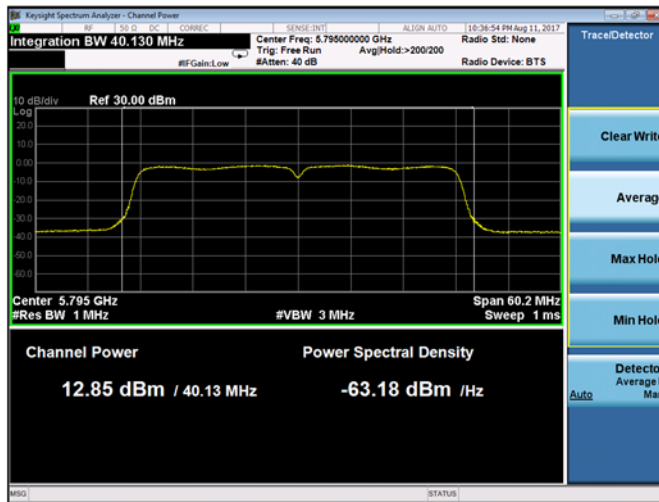 Keysight Spectrum Analyzer - Channel Power
RF 50 Ω DC CORREC SENSE:INT ALIGN AUTO 10:36:54 PM Aug 11, 2017
Integration BW 40.130 MHz
Center Freq: 5.795000000 GHz
Radio Std: None
Trig: Free Run Avg|Hold:>200/200
#IFGain:Low
#Atten: 40 dB
Radio Device: BTS
Trace/Detector
10 dB/div Ref 30.00 dBm
Log
20.0
10.0
0.00
-10.0
-20.0
-30.0
-40.0
-50.0
-60.0
Center 5.795 GHz
Span 60.2 MHz
#Res BW 1 MHz
#VBW 3 MHz
Sweep 1 ms
Channel Power
Power Spectral Density
12.85 dBm / 40.13 MHz
-63.18 dBm /Hz
Clear Write
Average
Max Hol
Min Hol
Detecto
Average
Auto
Ma
MSG
STATUS